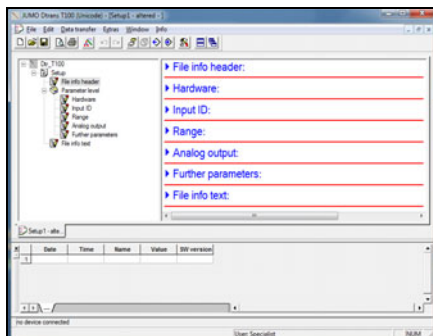 JUMO Dtrans T100 (Unicode) - [Setup1 - altered - ]
File Edit Data transfer Extras Window Info
Dtr_T100
Setup
File info header
Parameter level
Hardware
Input ID
Range
Analog output
Further parameters
File info text
File info header:
Hardware:
Input ID:
Range:
Analog output:
Further parameters:
File info text:
Setup1 - alte...
Date Time Name Value SW version
1
no device connected
User: Specialist NUM